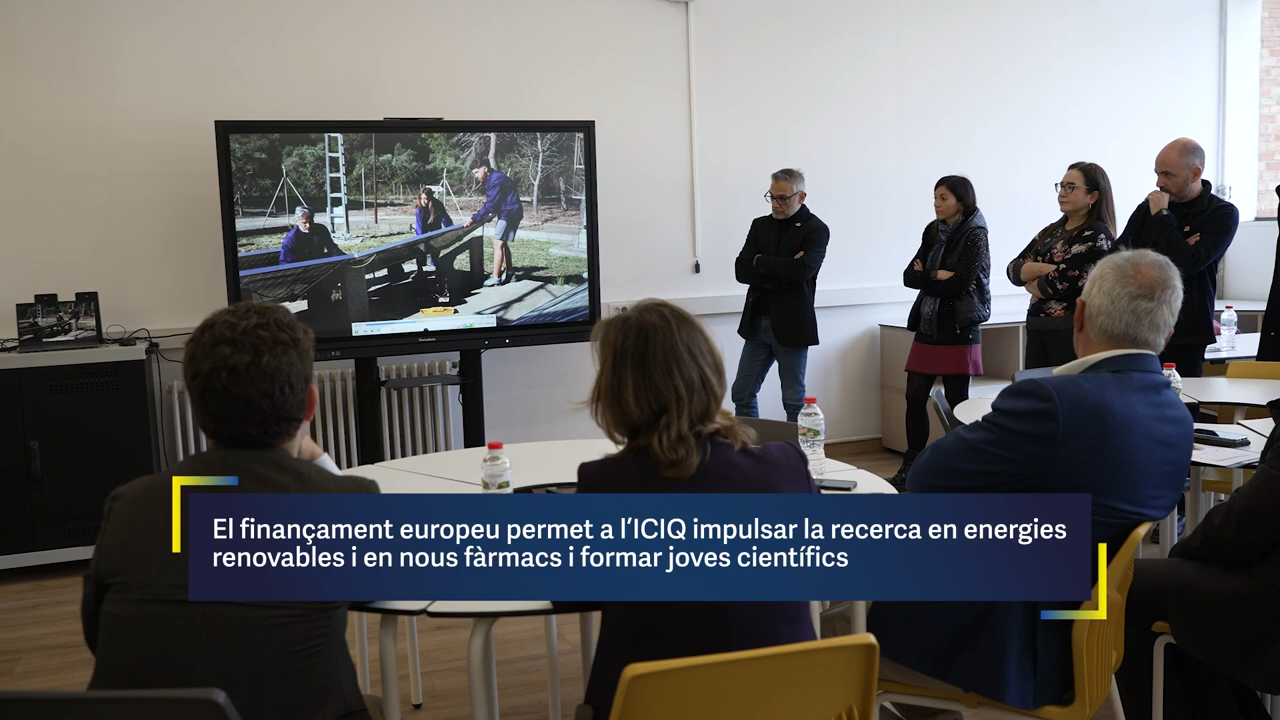 El finançament europeu permet a l’ICIQ impulsar la recerca en energies
renovables i en nous fàrmacs i formar joves científics